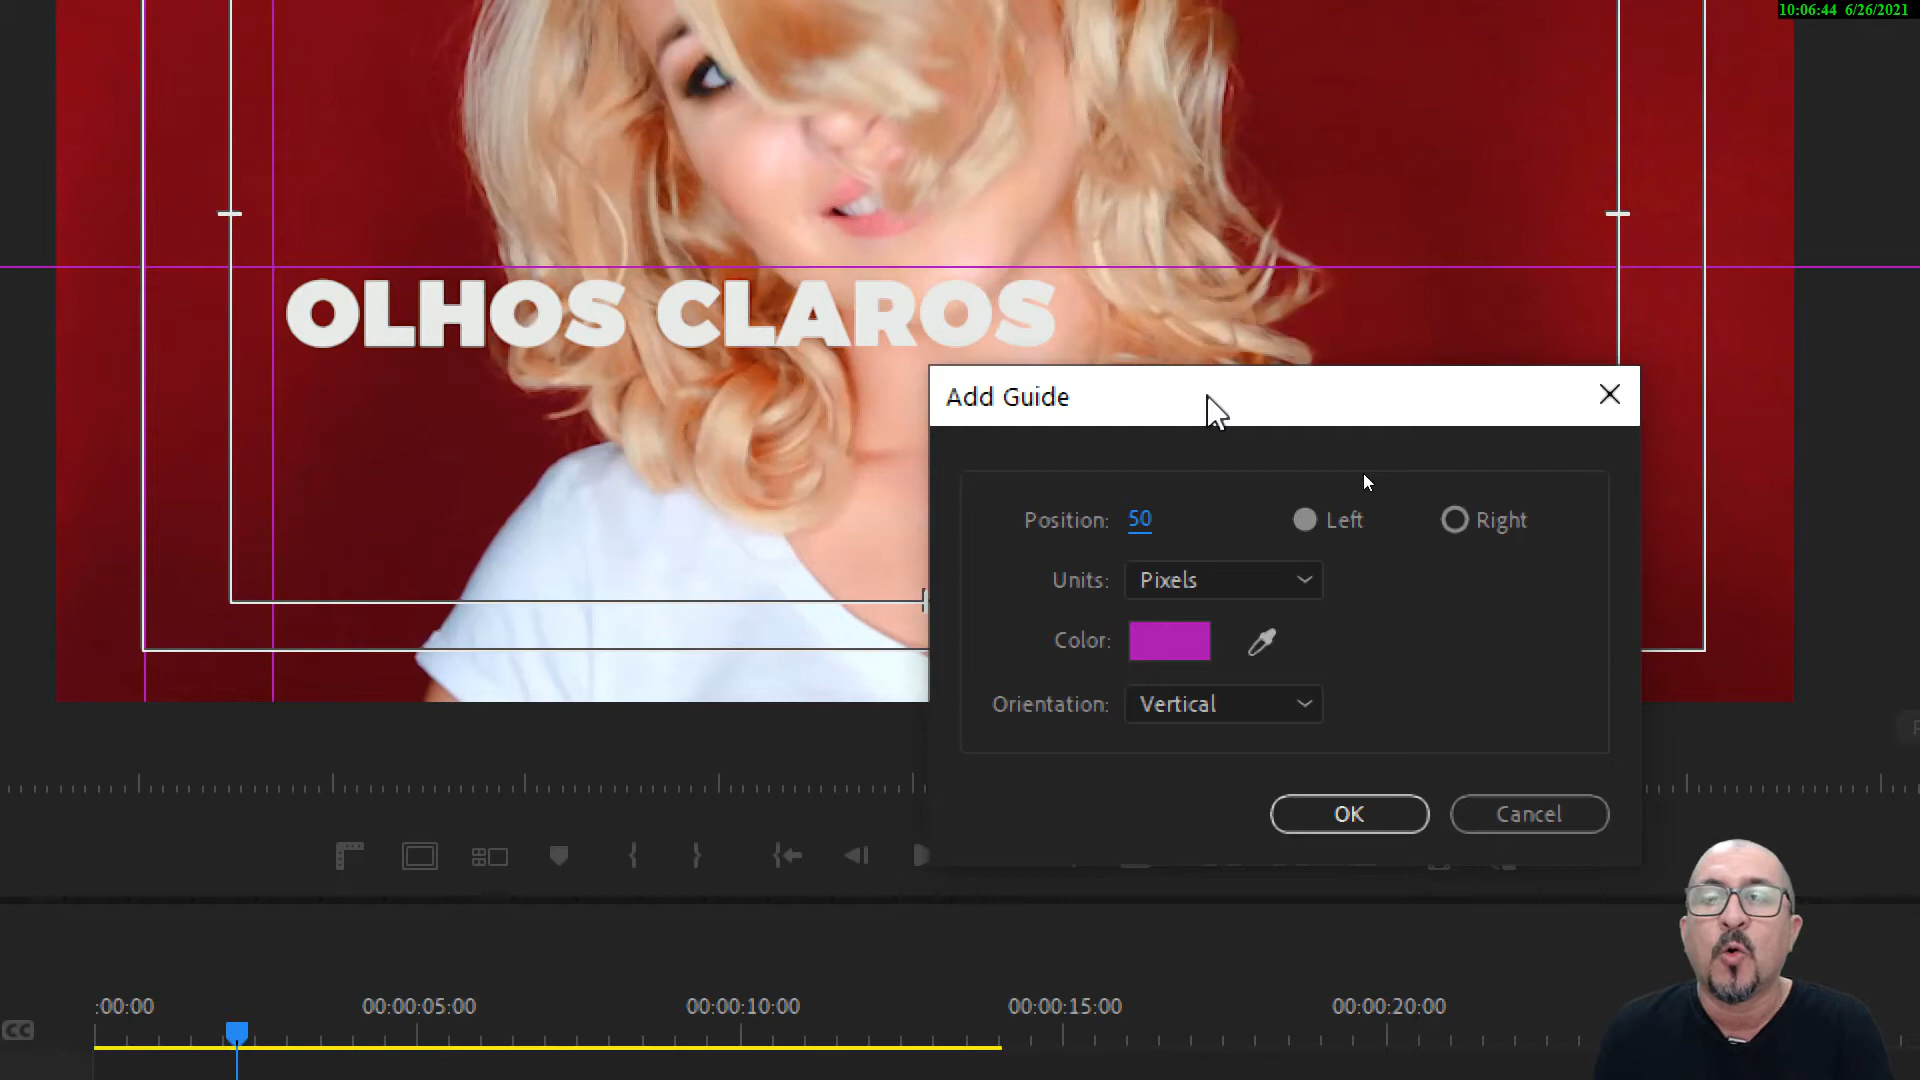 10:06:44 6/26/2021
OLHOS CLAROS
Add Guide
Position: 50 Left Right
Units: Pixels
Color:
Orientation: Vertical
OK Cancel
:00:00 00:00:05:00 00:00:10:00 00:00:15:00 00:00:20:00
CC